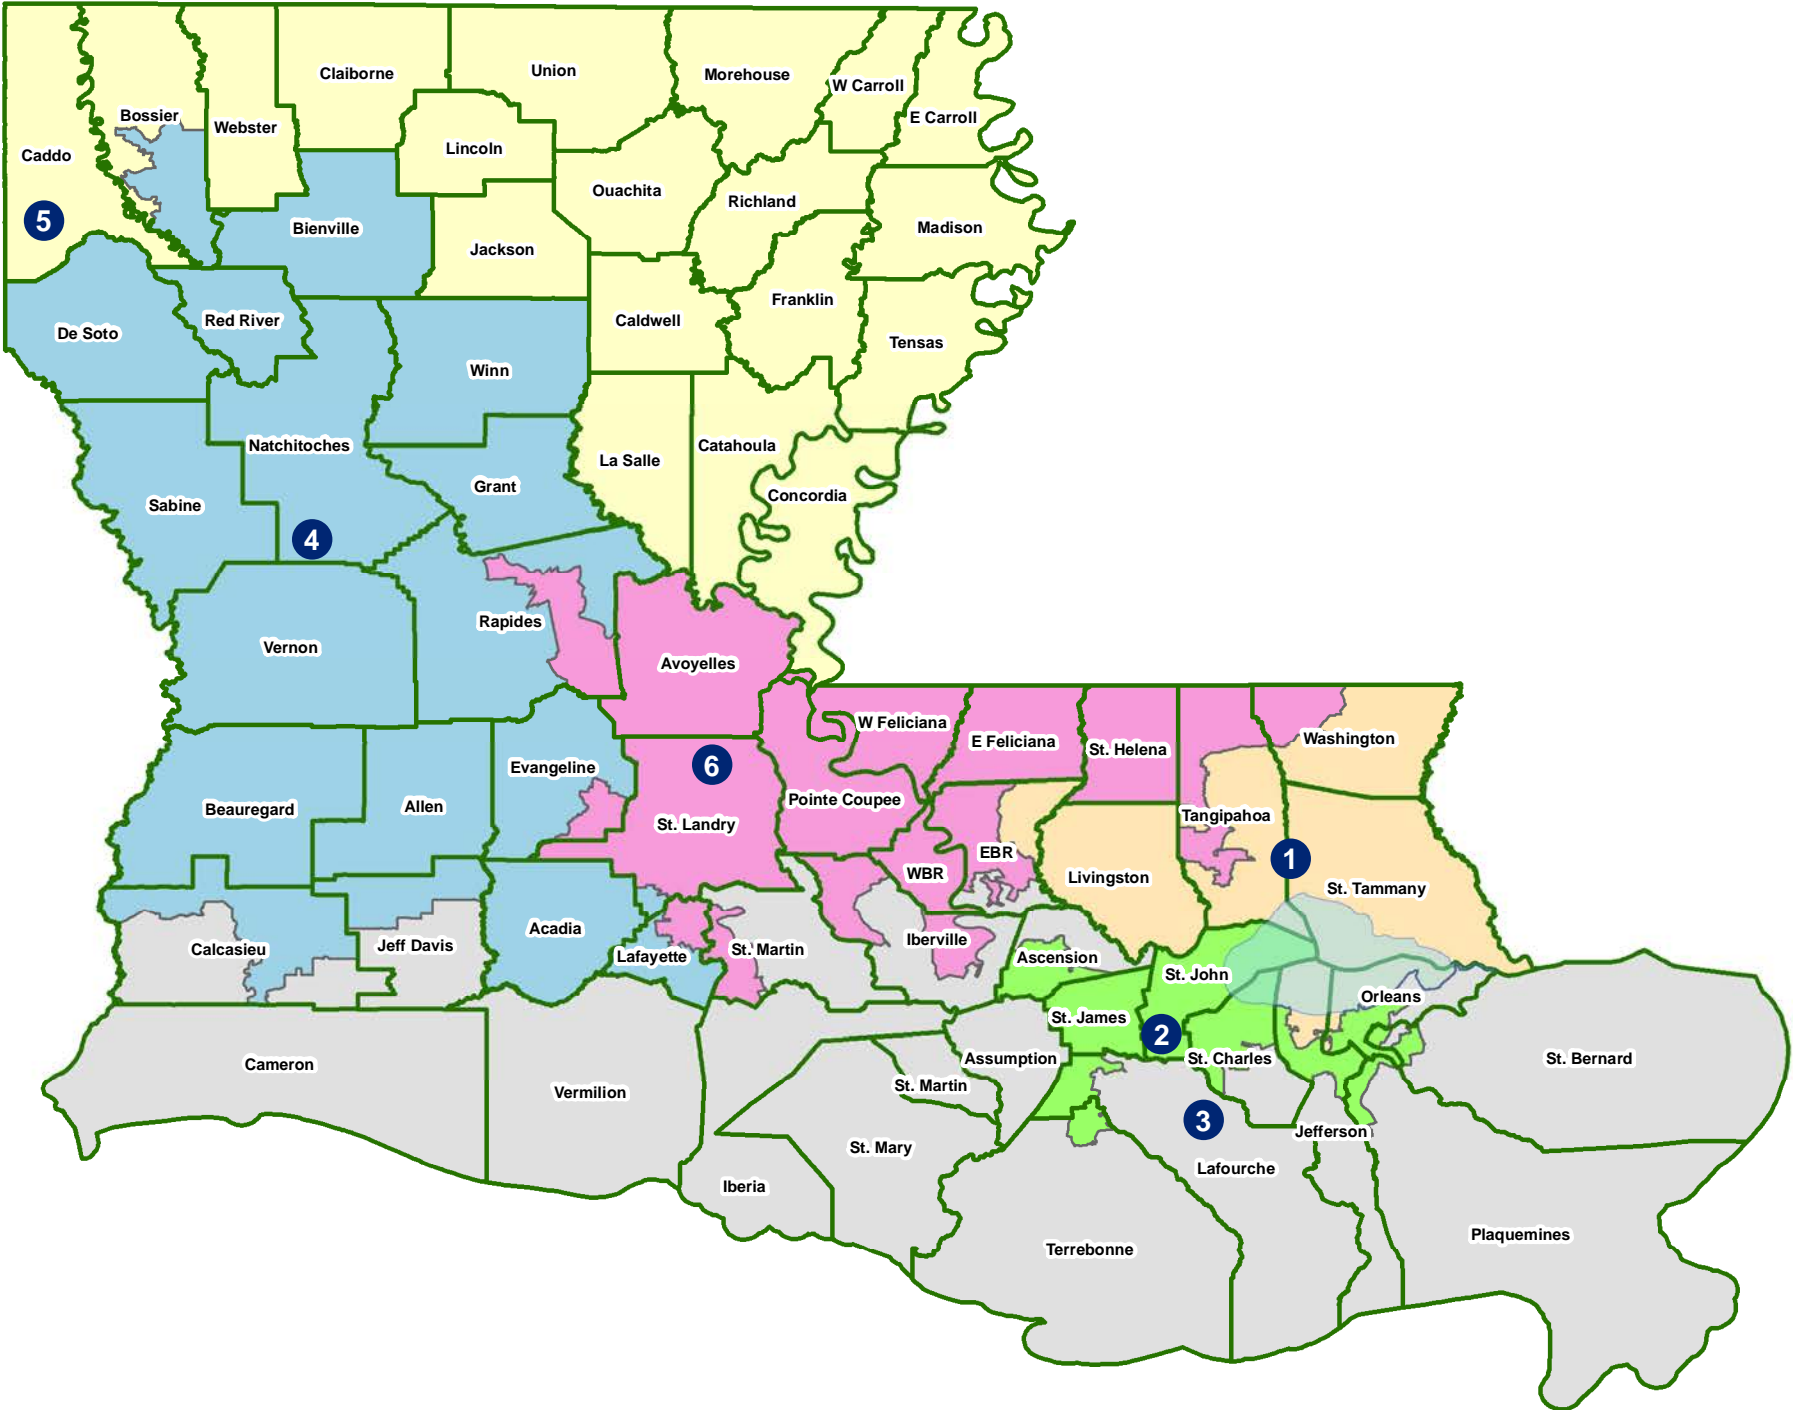 Claiborne
Union
Morehouse
W Carroll
Bossier
Webster
E Carroll
Caddo
Lincoln
Ouachita
Richland
5
Bienville
Madison
Jackson
Franklin
Red River
De Soto
Caldwell
Tensas
Winn
Natchitoches
Catahoula
La Salle
Grant
Concordia
Sabine
4
Rapides
Vernon
Avoyelles
W Feliciana
E Feliciana
St. Helena
Washington
Evangeline
6
Beauregard
Allen
Pointe Coupee
Tangipahoa
St. Landry
EBR
1
WBR
Livingston
St. Tammany
Acadia
Iberville
Calcasieu
Jeff Davis
St. Martin
Lafayette
Ascension
St. John
Orleans
St. James
2
Cameron
Assumption
St. Charles
St. Bernard
Vermilion
St. Martin
3
Jefferson
St. Mary
Lafourche
Iberia
Plaquemines
Terrebonne